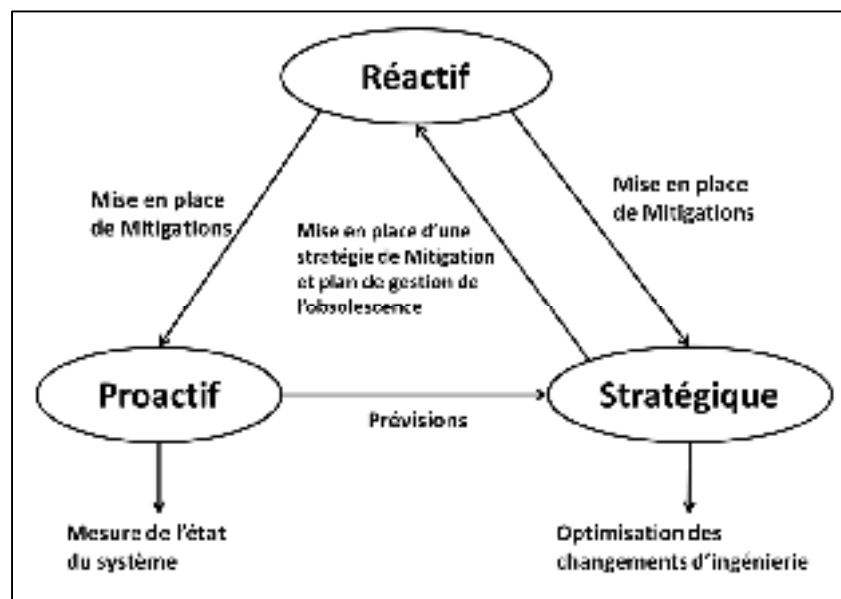 Réactif
Mise en place
de Mitigations
Mise en place d'une
stratégie de Mitigation
et plan de gestion de
l'obsolescence
Mise en place
de Mitigations
Proactif
Prévisions
Stratégique
Mesure de l'état
du système
Optimisation des
changements d'ingénierie